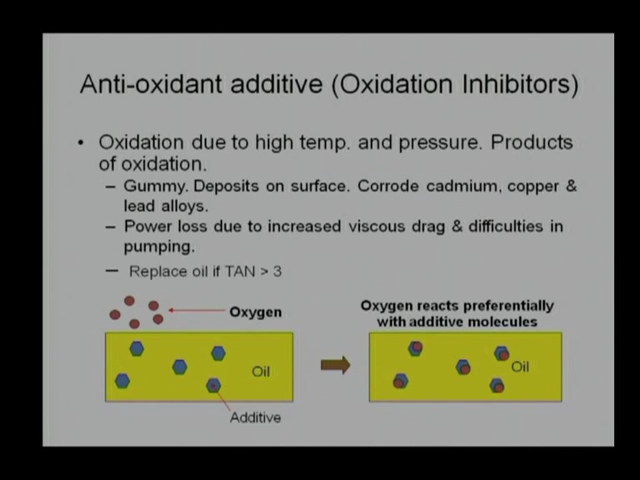 Anti-oxidant additive (Oxidation Inhibitors)
• Oxidation due to high temp. and pressure. Products
of oxidation.
– Gummy. Deposits on surface. Corrode cadmium, copper &
lead alloys.
– Power loss due to increased viscous drag & difficulties in
pumping.
– Replace oil if TAN > 3
Oxygen
Oxygen reacts preferentially
with additive molecules
Oil
Oil
Additive